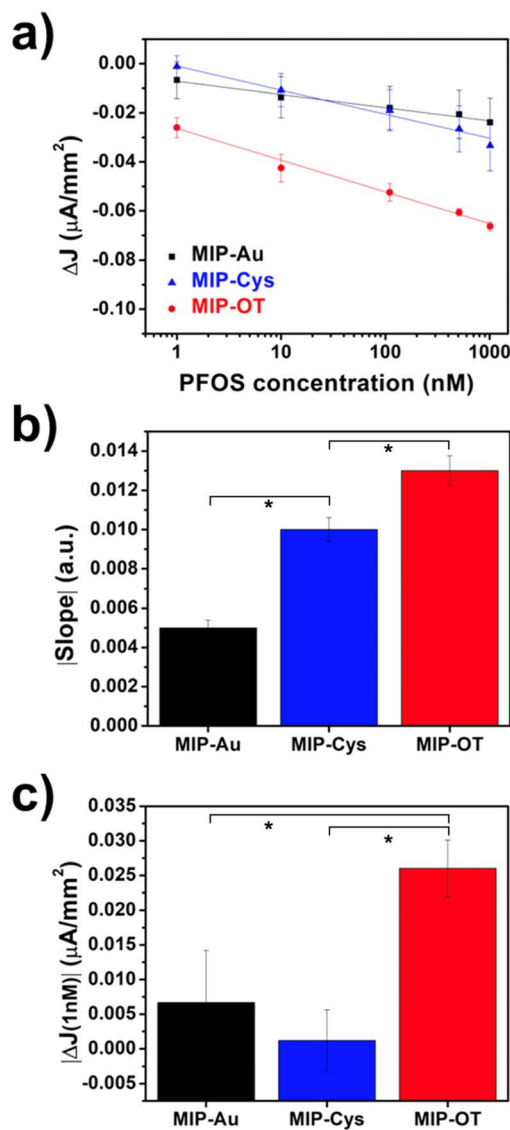 a)
0.00
-0.02
-0.04
-0.06
-0.08
-0.10
ΔJ (μA/mm²)
MIP-Au
MIP-Cys
MIP-OT
1 10 100 1000
PFOS concentration (nM)
b)
0.014
0.012
0.010
0.008
0.006
0.004
0.002
0.000
|Slope| (a.u.)
*
*
MIP-Au MIP-Cys MIP-OT
c)
0.035
0.030
0.025
0.020
0.015
0.010
0.005
0.000
-0.005
|ΔJ(1nM)| (μA/mm²)
*
*
MIP-Au MIP-Cys MIP-OT